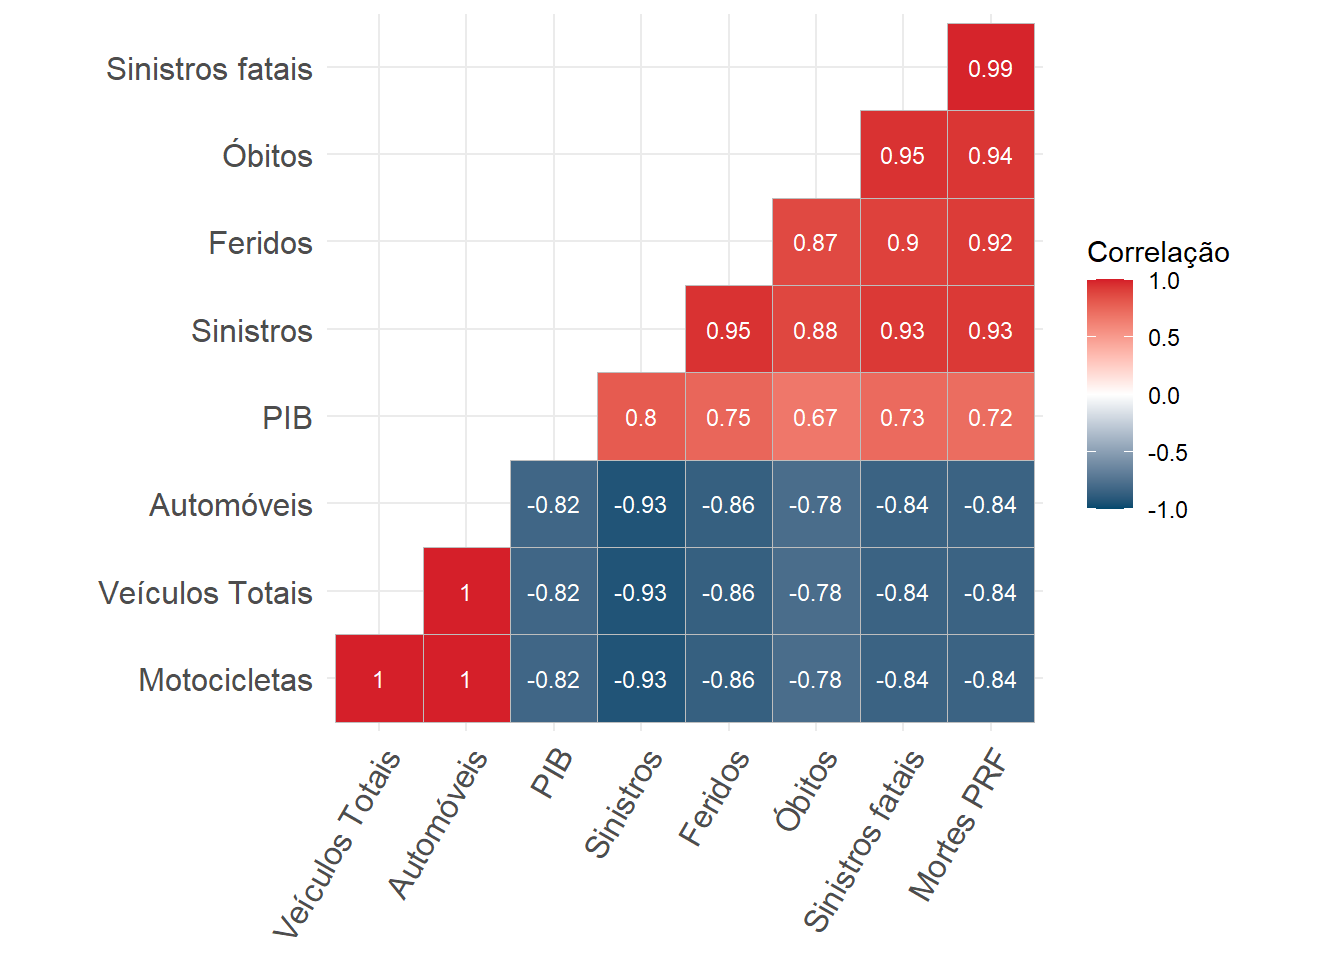 Sinistros fatais 0.99
Óbitos 0.95 0.94
Feridos 0.87 0.9 0.92
Sinistros 0.95 0.88 0.93 0.93
PIB 0.8 0.75 0.67 0.73 0.72
Automóveis -0.82 -0.93 -0.86 -0.78 -0.84 -0.84
Veículos Totais 1 -0.82 -0.93 -0.86 -0.78 -0.84 -0.84
Motocicletas 1 1 -0.82 -0.93 -0.86 -0.78 -0.84 -0.84
Veículos Totais
Automóveis
PIB
Sinistros
Feridos
Óbitos
Sinistros fatais
Mortes PRF
Correlação
1.0
0.5
0.0
-0.5
-1.0